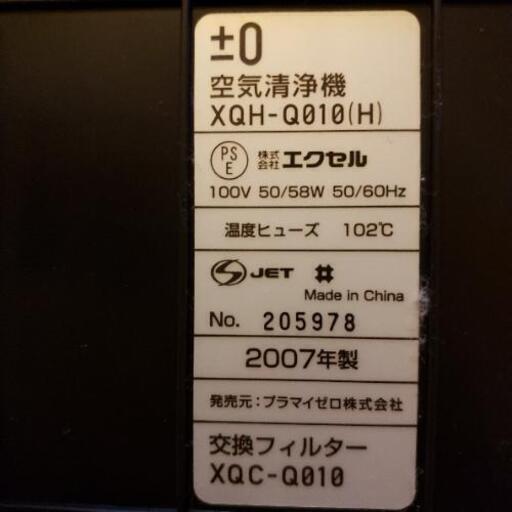 ±0
空気清浄機
XQH-Q010(H)
PS
E
株式
会社 エクセル
100V 50/58W 50/60Hz
温度ヒューズ 102℃
JET
Made in China
No. 205978
2007年製
発売元:プラマイゼロ株式会社
交換フィルター
XQC-Q010